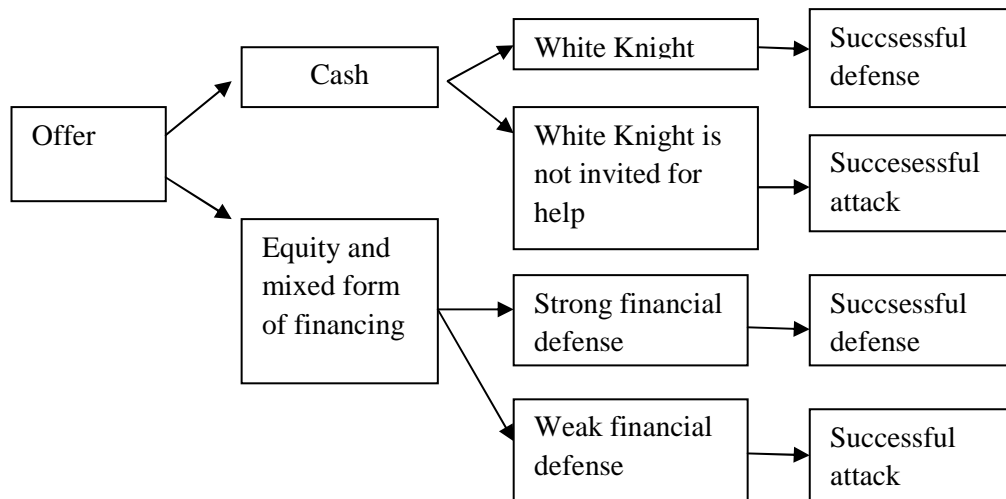 Offer
Cash
White Knight
Succsessful
defense
White Knight is
not invited for
help
Succesessful
attack
Equity and
mixed form
of financing
Strong financial
defense
Succsessful
defense
Weak financial
defense
Successful
attack